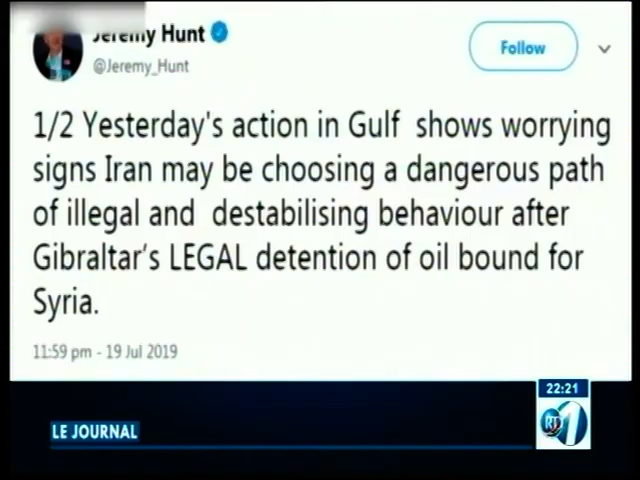 Jeremy Hunt
@Jeremy_Hunt
Follow
1/2 Yesterday's action in Gulf shows worrying
signs Iran may be choosing a dangerous path
of illegal and destabilising behaviour after
Gibraltar's LEGAL detention of oil bound for
Syria.
11:59 pm - 19 Jul 2019
22:21
RTI 1
LE JOURNAL